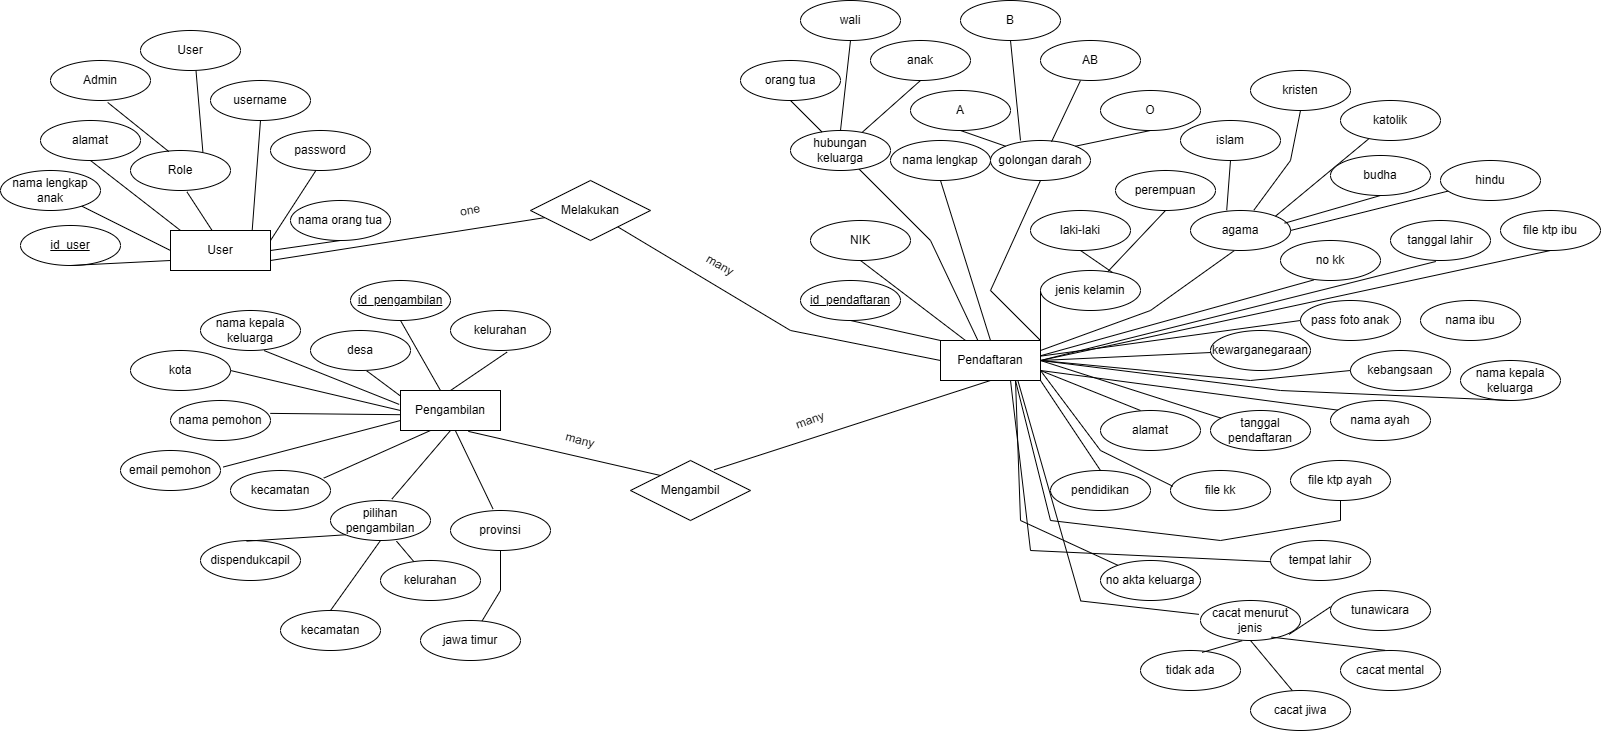 User
Admin
username
alamat
password
Role
nama lengkap
anak
nama orang tua
id_user
User
one
Melakukan
many
wali
B
orang tua
anak
AB
A
O
hubungan
keluarga
nama lengkap
golongan darah
kristen
islam
katolik
budha
hindu
perempuan
laki-laki
agama
NIK
no kk
tanggal lahir
file ktp ibu
jenis kelamin
id_pendaftaran
pass foto anak
nama ibu
Pendaftaran
kewarganegaraan
kebangsaan
nama kepala
keluarga
alamat
tanggal
pendaftaran
nama ayah
pendidikan
file kk
file ktp ayah
tempat lahir
no akta keluarga
cacat menurut
jenis
tunawicara
tidak ada
cacat mental
cacat jiwa
id_pengambilan
nama kepala
keluarga
kelurahan
desa
kota
Pengambilan
nama pemohon
many
many
email pemohon
kecamatan
Mengambil
pilihan
pengambilan
provinsi
dispendukcapil
kelurahan
kecamatan
jawa timur